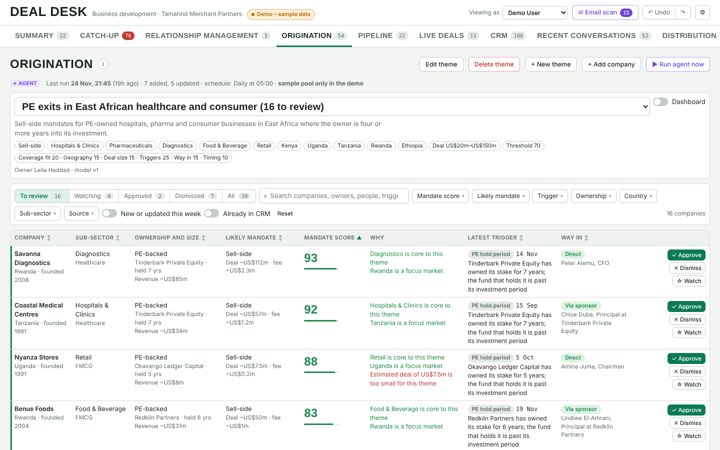 DEAL DESK Business development · Tamarind Merchant Partners Demo – sample data Viewing as Demo User Email scan 15 Undo
SUMMARY 22 CATCH-UP 76 RELATIONSHIP MANAGEMENT 5 ORIGINATION 54 PIPELINE 22 LIVE DEALS 11 CRM 108 RECENT CONVERSATIONS 52 DISTRIBUTION
ORIGINATION i Edit theme Delete theme + New theme + Add company Run agent now
AGENT Last run 24 Nov, 21:45 (19h ago) · 7 added, 5 updated · schedule: Daily at 05:00 · sample pool only in the demo
PE exits in East African healthcare and consumer (16 to review) Dashboard
Sell-side mandates for PE-owned hospitals, pharma and consumer businesses in East Africa where the owner is four or
more years into its investment.
Sell-side Hospitals & Clinics Pharmaceuticals Diagnostics Food & Beverage Retail Kenya Uganda Tanzania Rwanda Ethiopia Deal US$20m–US$150m Threshold 70
Coverage fit 20 · Geography 15 · Deal size 15 · Triggers 25 · Way in 15 · Timing 10
Owner Leila Haddad · model v1
To review 16 Watching 4 Approved 2 Dismissed 7 All 29 Search companies, owners, people, trigge Mandate score Likely mandate Trigger Ownership Country
Sub-sector Source New or updated this week Already in CRM Reset 16 companies
COMPANY SUB-SECTOR OWNERSHIP AND SIZE LIKELY MANDATE MANDATE SCORE WHY LATEST TRIGGER WAY IN
Savanna Diagnostics
Rwanda · founded 2008
Diagnostics
Healthcare
PE-backed
Tinderbark Private Equity · held 7 yrs
Revenue ~US$85m
Sell-side
Deal ~US$112m · fee ~US$2.3m
93
Diagnostics is core to this theme
Rwanda is a focus market
PE hold period 14 Nov
Tinderbark Private Equity has owned its stake for 7 years; the fund that holds it is past its investment period
Direct
Peter Alemu, CFO
✓ Approve
✕ Dismiss
☆ Watch
Coastal Medical Centres
Tanzania · founded 1991
Hospitals & Clinics
Healthcare
PE-backed
Tinderbark Private Equity · held 7 yrs
Revenue ~US$34m
Sell-side
Deal ~US$57m · fee ~US$1.2m
92
Hospitals & Clinics is core to this theme
Tanzania is a focus market
PE hold period 15 Sep
Tinderbark Private Equity has owned its stake for 7 years; the fund that holds it is past its investment period
Via sponsor
Chloe Dube, Principal at Tinderbark Private Equity
✓ Approve
✕ Dismiss
☆ Watch
Nyanza Stores
Uganda · founded 1991
Retail
FMCG
PE-backed
Okavango Ledger Capital · held 5 yrs
Revenue ~US$8m
Sell-side
Deal ~US$7.5m · fee ~US$0.2m
88
Retail is core to this theme
Uganda is a focus market
Estimated deal of US$7.5m is too small for this theme
PE hold period 5 Oct
Okavango Ledger Capital has owned its stake for 5 years; the fund that holds it is past its investment period
Direct
Amina Juma, Chairman
✓ Approve
✕ Dismiss
☆ Watch
Benue Foods
Rwanda · founded 2004
Food & Beverage
FMCG
PE-backed
Redkiln Partners · held 6 yrs
Revenue ~US$31m
Sell-side
Deal ~US$50m · fee ~US$1m
83
Food & Beverage is core to this theme
Rwanda is a focus market
PE hold period 19 Nov
Redkiln Partners has owned its stake for 6 years; the fund that holds it is past its investment period
Via sponsor
Lindiwe El-Amrani, Principal at Redkiln Partners
✓ Approve
✕ Dismiss
☆ Watch